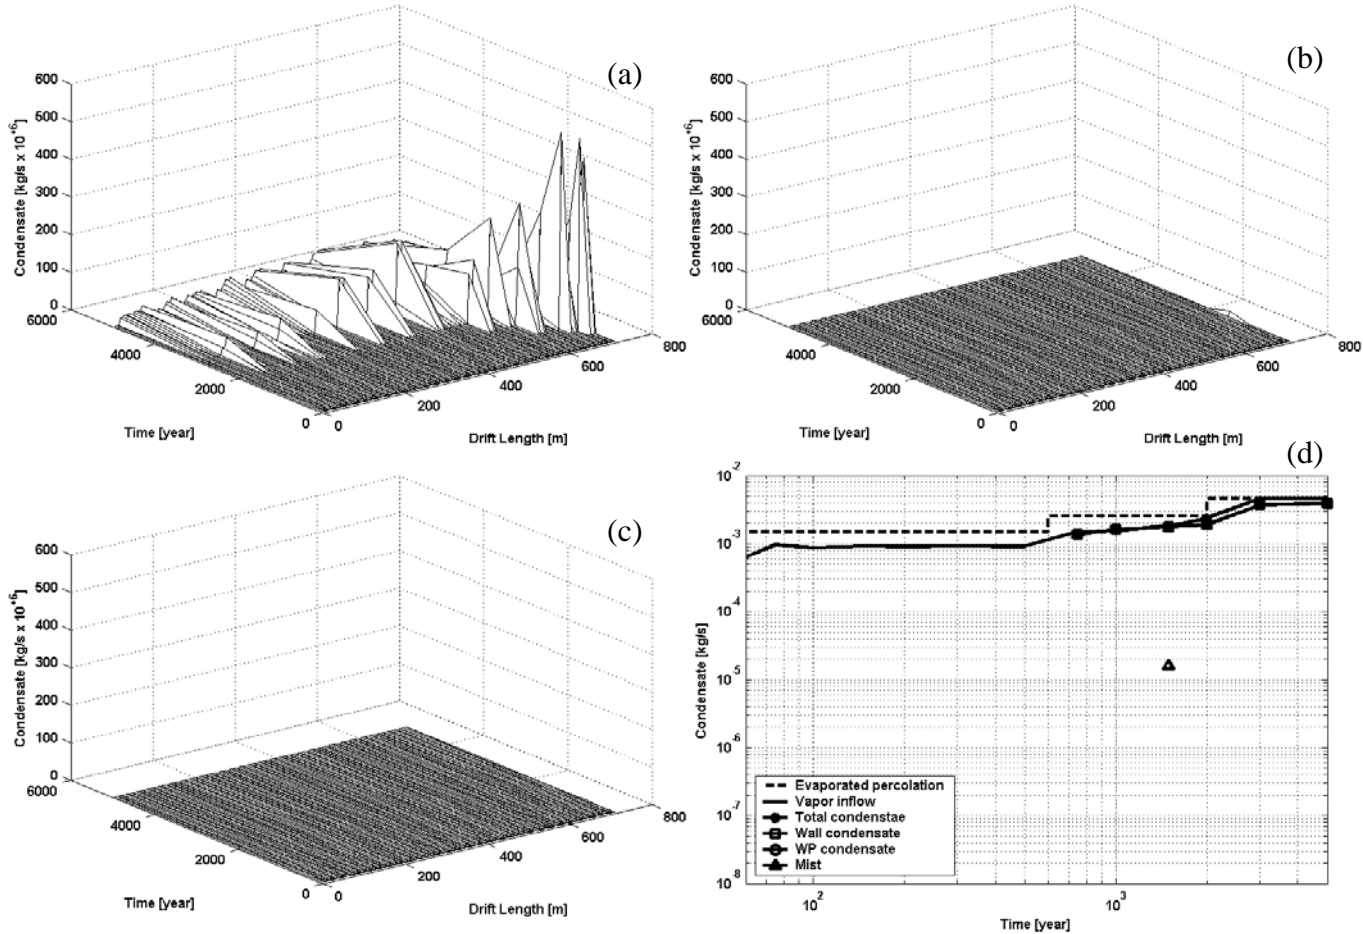 (a)
600
500
400
300
200
100
0
Condensate [kg/s x 10^+6]
6000
4000
2000
0
Time [year]
0
200
400
600
800
Drift Length [m]
(b)
600
500
400
300
200
100
0
Condensate [kg/s x 10^+6]
6000
4000
2000
0
Time [year]
0
200
400
600
800
Drift Length [m]
(c)
600
500
400
300
200
100
0
Condensate [kg/s x 10^+6]
6000
4000
2000
0
Time [year]
0
200
400
600
800
Drift Length [m]
(d)
10^-2
10^-3
10^-4
10^-5
10^-6
10^-7
10^-8
Condensate [kg/s]
Evaporated percolation
Vapor inflow
Total condenstae
Wall condensate
WP condensate
Mist
10^2
10^3
Time [year]